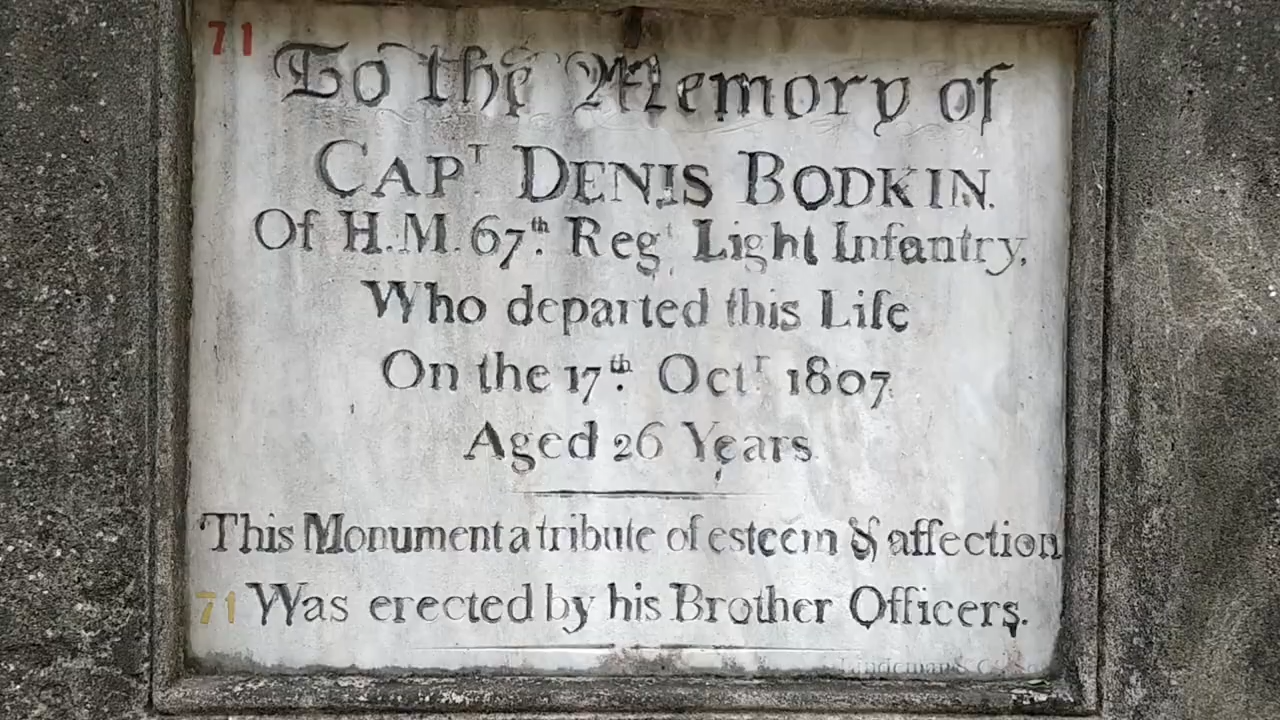 71
To the Memory of
CAPT. DENIS BODKIN.
Of H.M. 67th. Regt. Light Infantry,
Who departed this Life
On the 17th. Octr 1807
Aged 26 Years
This Monument a tribute of esteem & affection
71 Was erected by his Brother Officers.